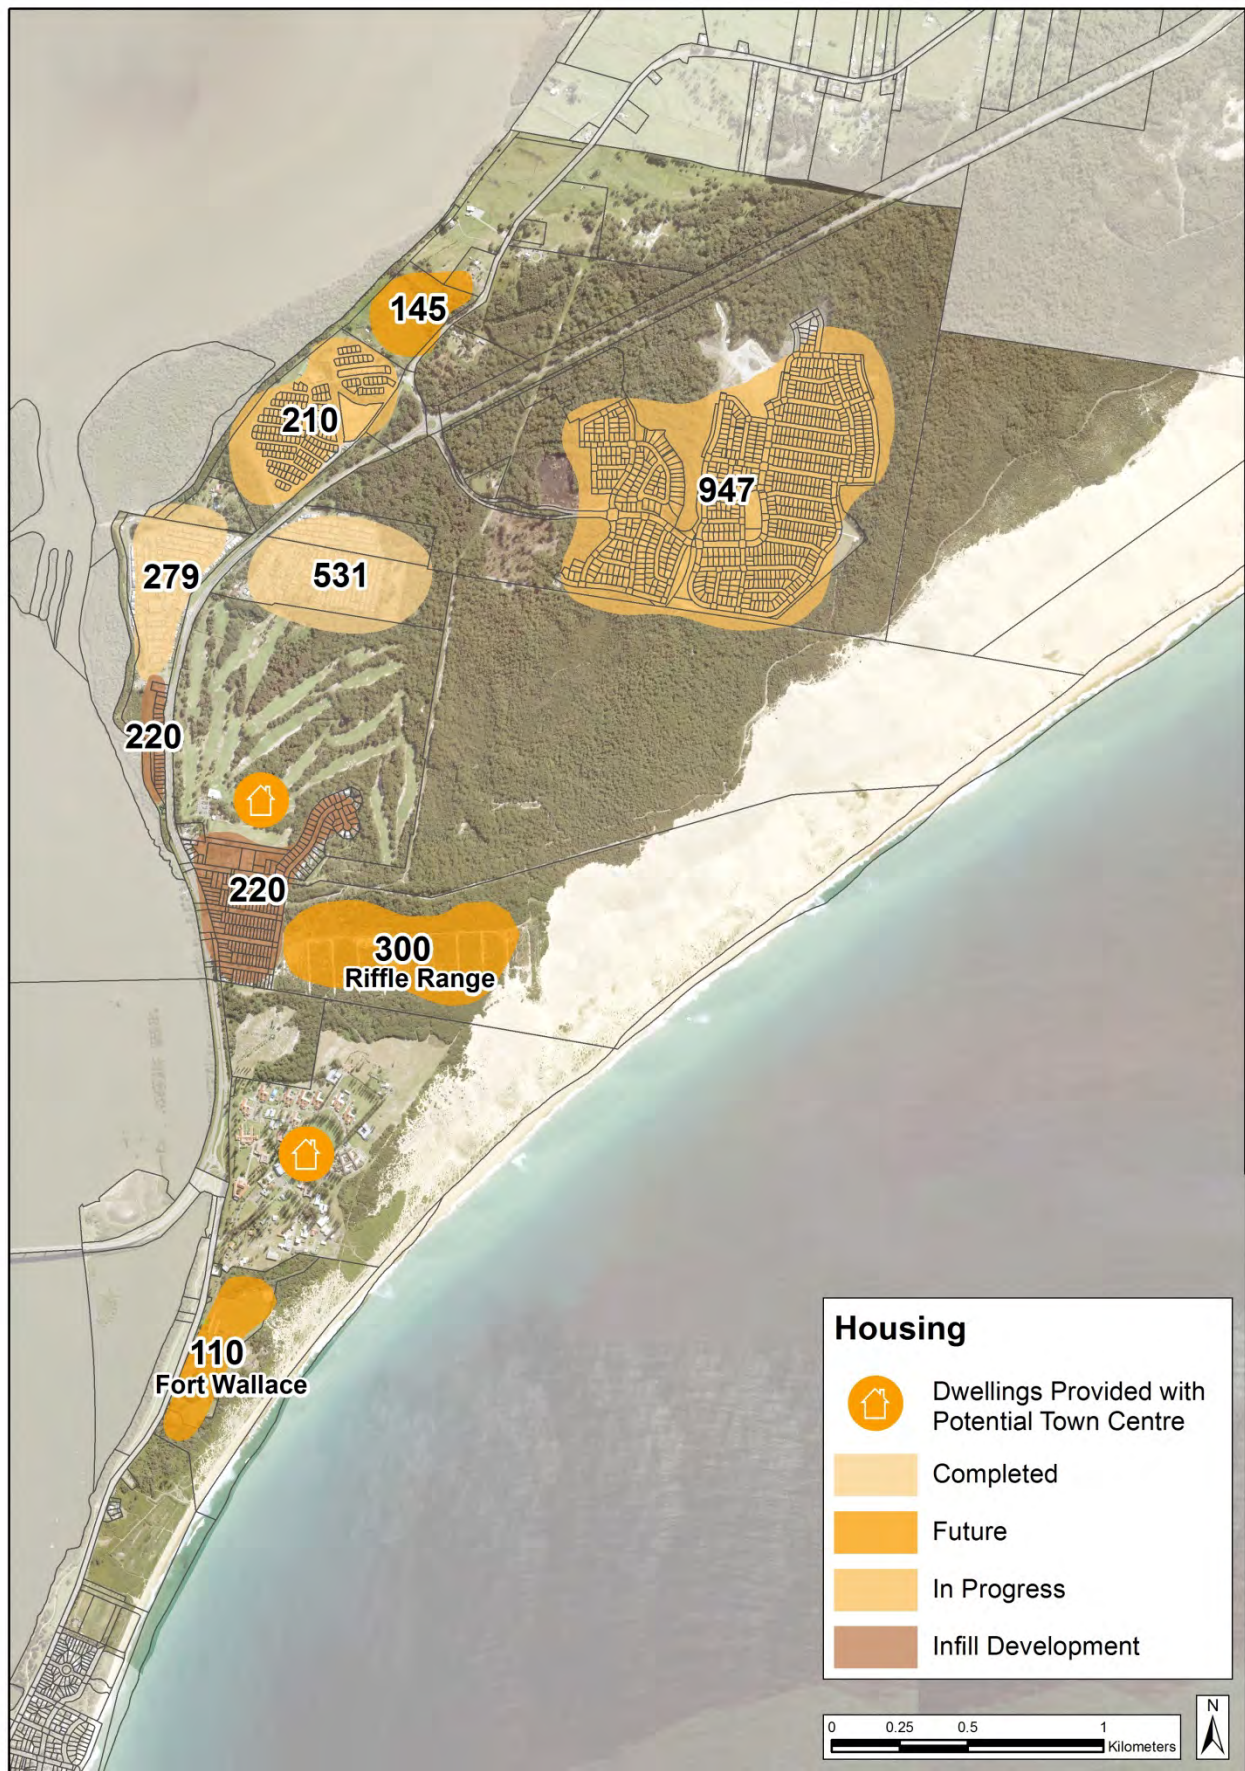 145
210
947
279
531
220
220
300
Riffle Range
110
Fort Wallace
Housing
Dwellings Provided with
Potential Town Centre
Completed
Future
In Progress
Infill Development
0 0.25 0.5 1
Kilometers
N